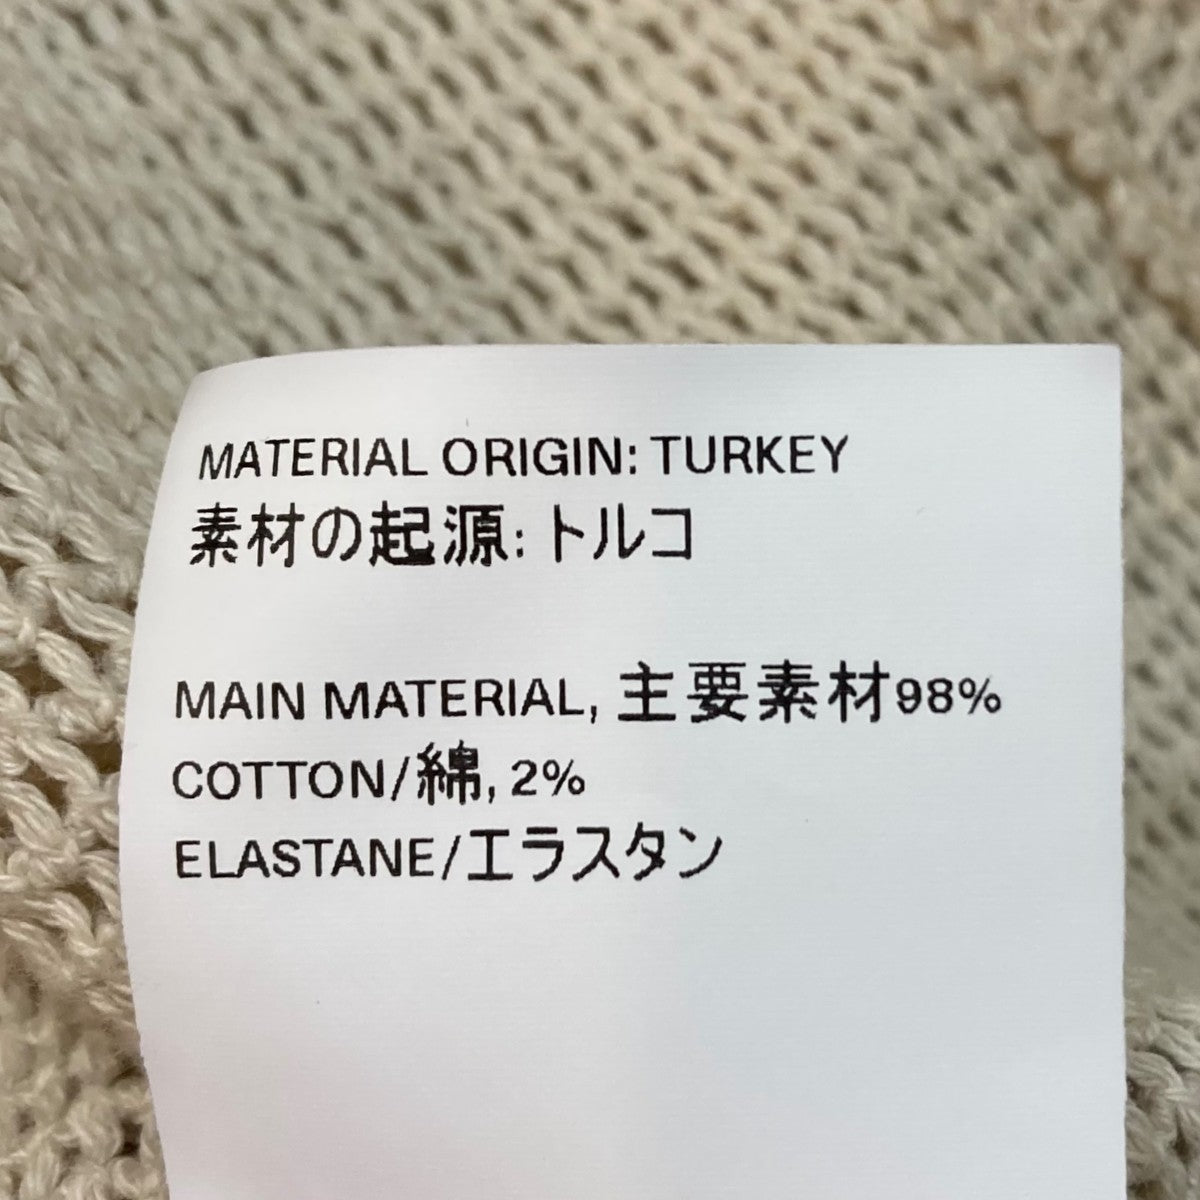 MATERIAL ORIGIN: TURKEY
素材の起源: トルコ
MAIN MATERIAL, 主要素材98%
COTTON/綿, 2%
ELASTANE/エラスタン